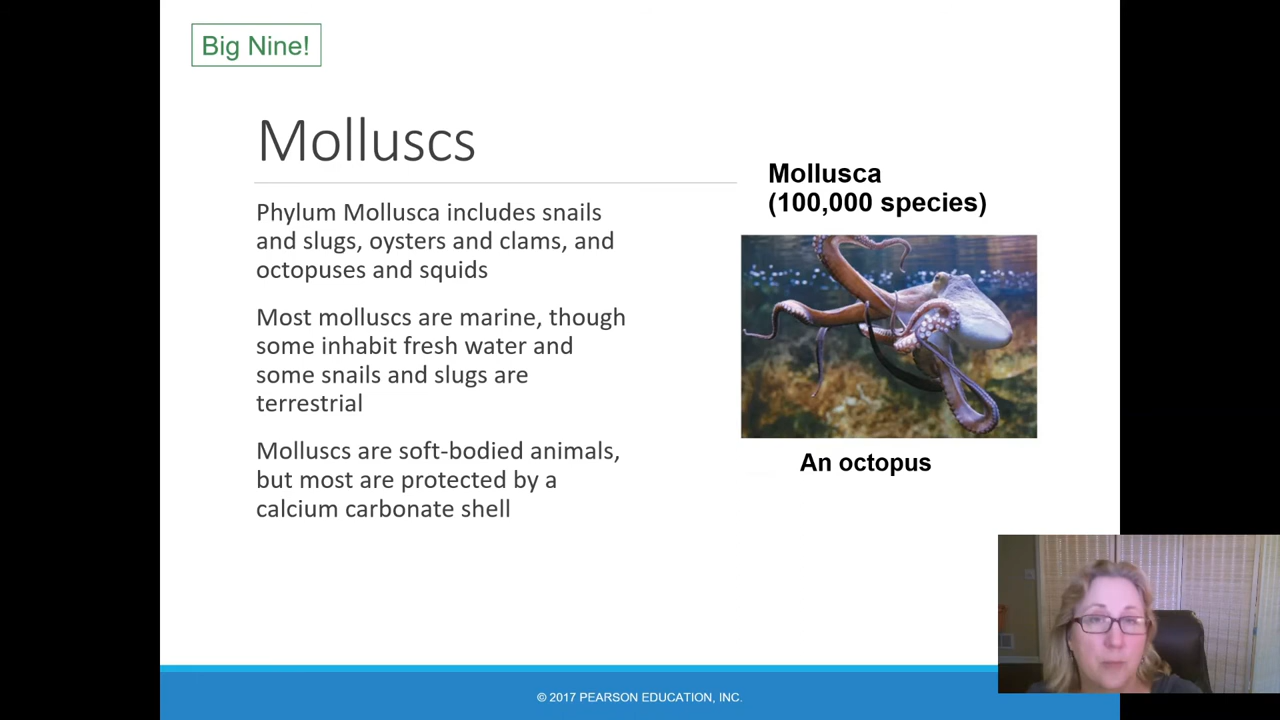 Big Nine!
Molluscs
Phylum Mollusca includes snails
and slugs, oysters and clams, and
octopuses and squids
Most molluscs are marine, though
some inhabit fresh water and
some snails and slugs are
terrestrial
Molluscs are soft-bodied animals,
but most are protected by a
calcium carbonate shell
Mollusca
(100,000 species)
An octopus
© 2017 PEARSON EDUCATION, INC.